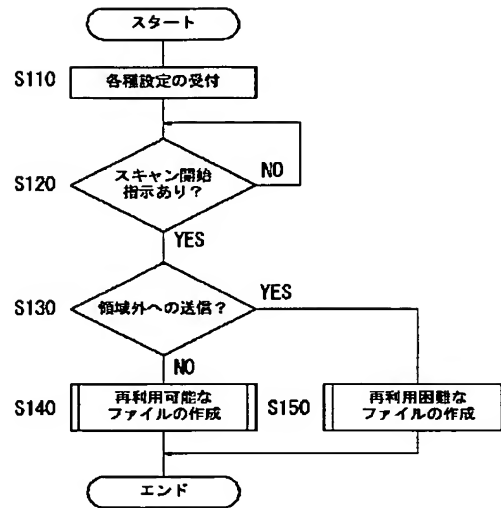 スタート
S110
各種設定の受付
S120
スキャン開始
指示あり?
NO
YES
S130
領域外への送信?
YES
NO
S140
再利用可能な
ファイルの作成
S150
再利用困難な
ファイルの作成
エンド